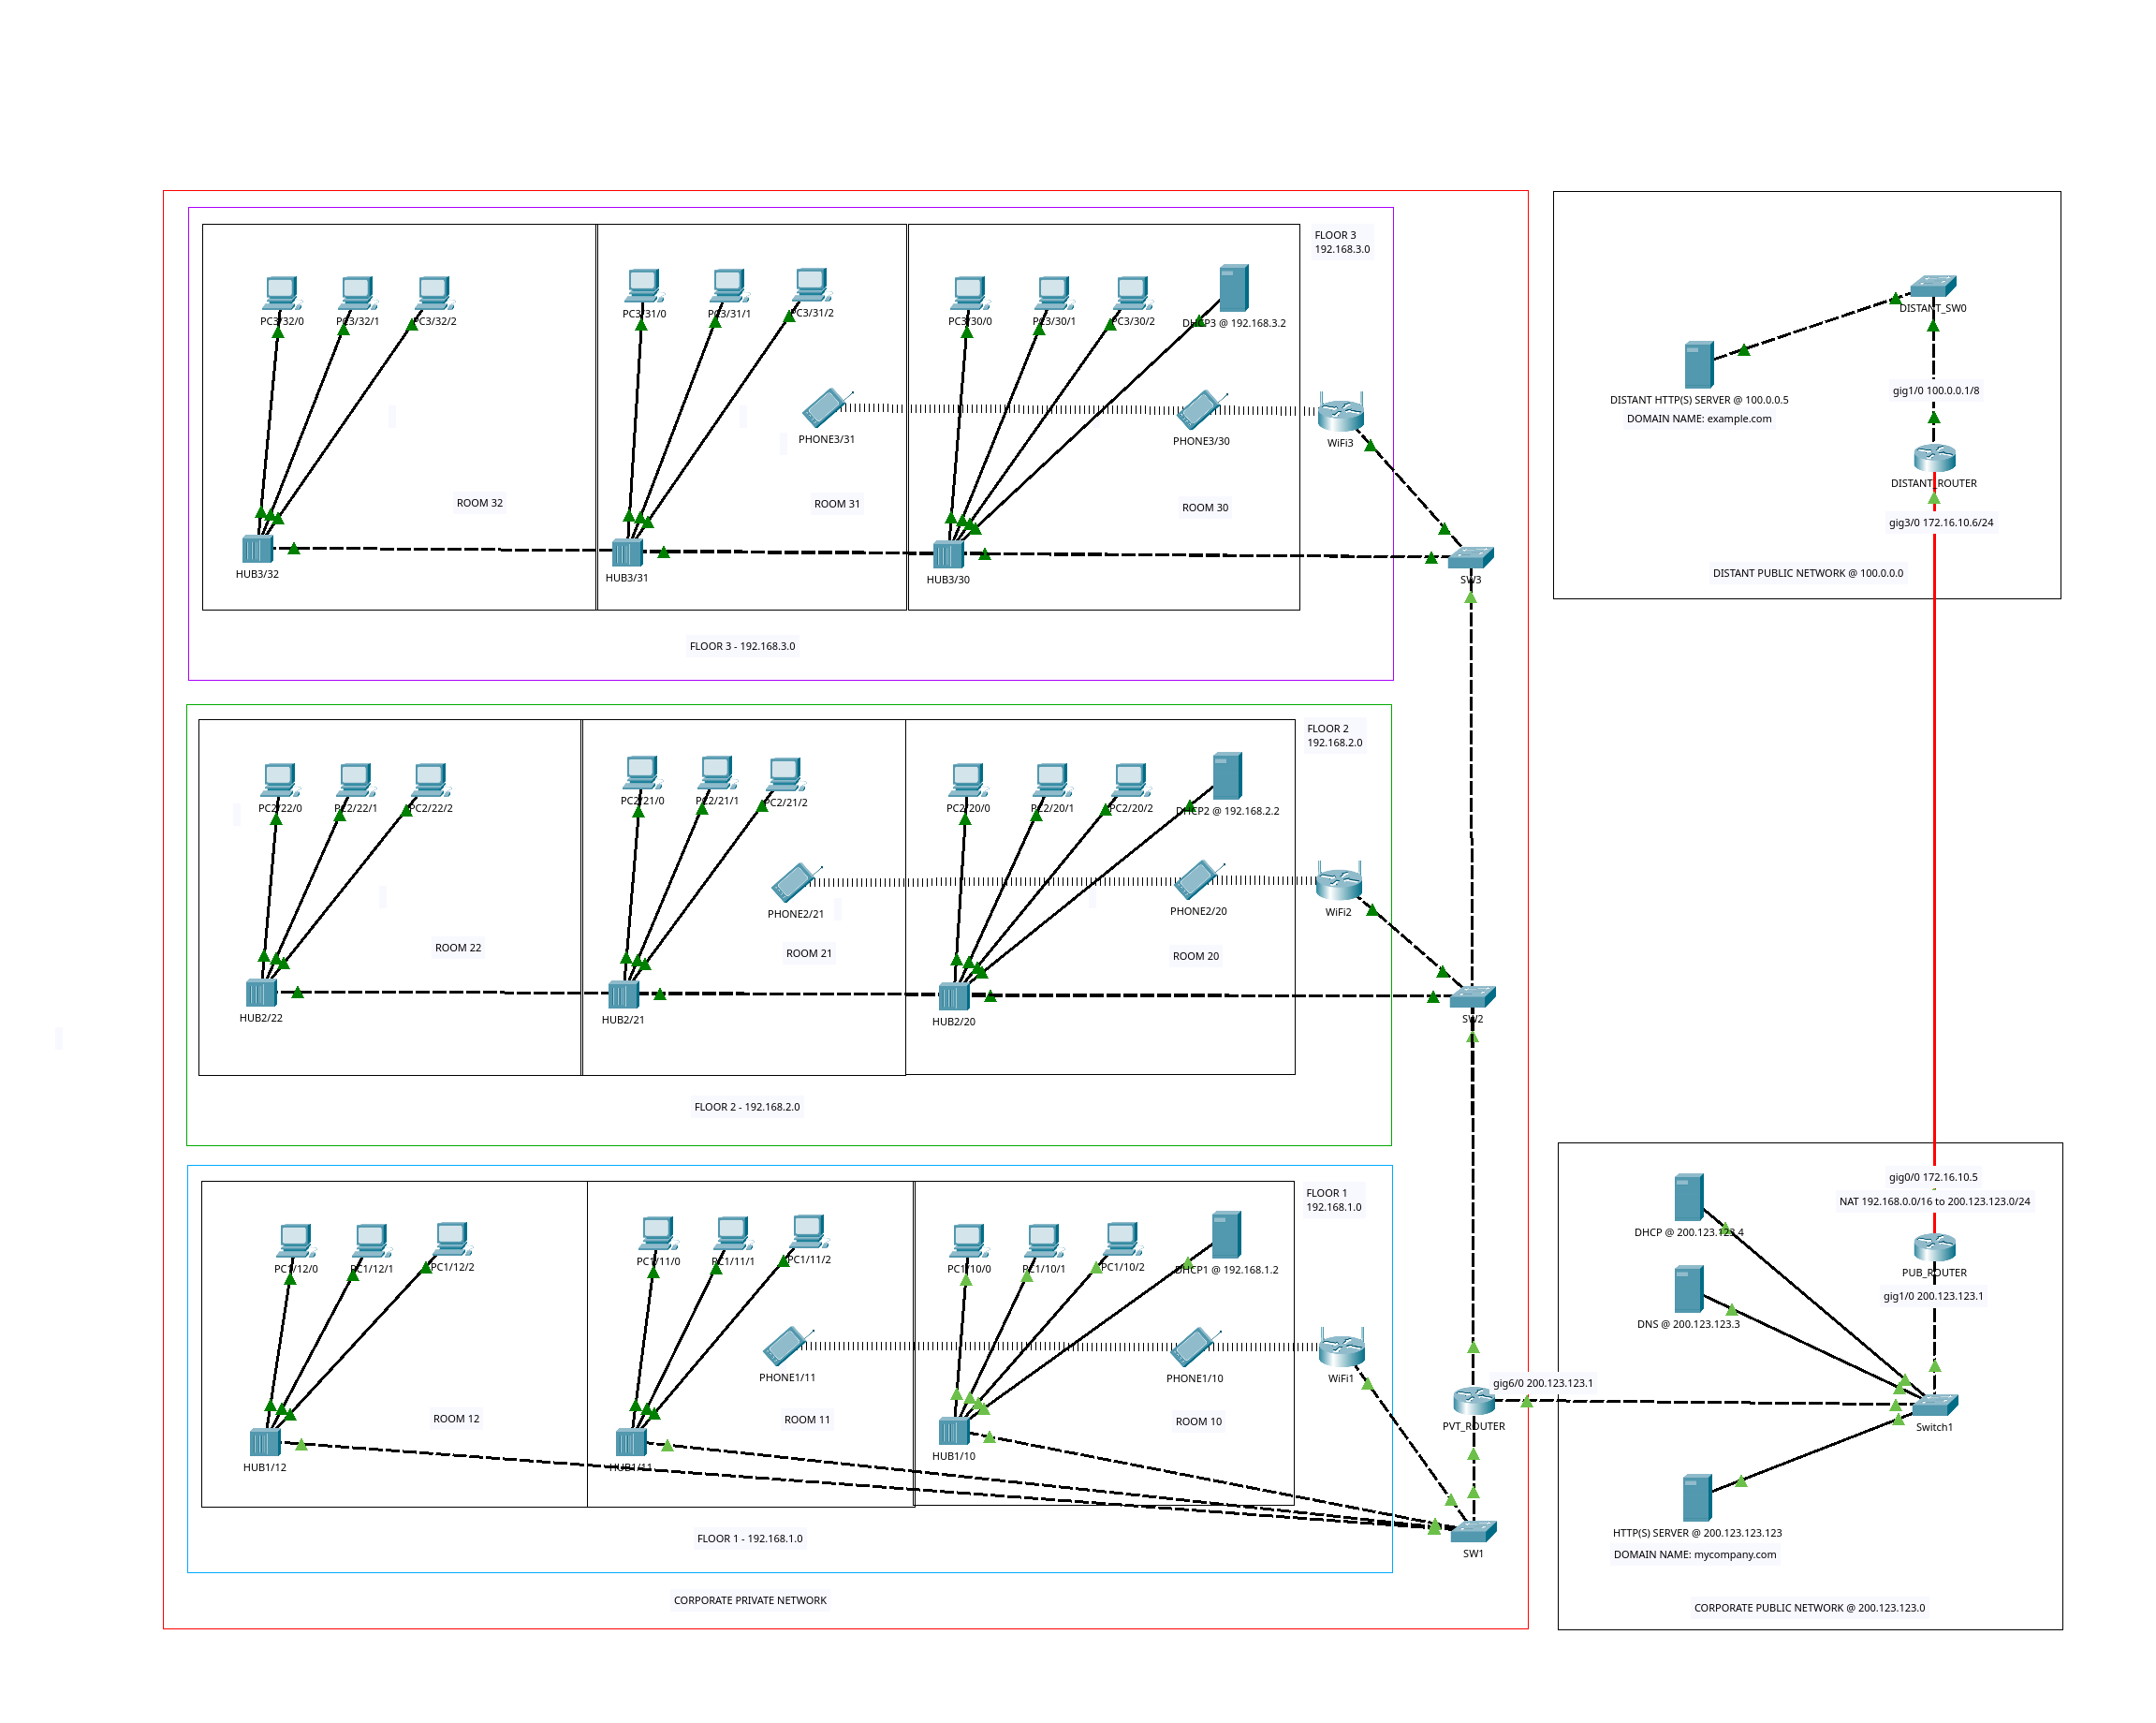 FLOOR 3
192.168.3.0
PC3/32/0
PC3/32/1
PC3/32/2
PC3/31/0
PC3/31/1
PC3/31/2
PC3/30/0
PC3/30/1
PC3/30/2
DHCP3 @ 192.168.3.2
PHONE3/31
PHONE3/30
WiFi3
ROOM 32
ROOM 31
ROOM 30
HUB3/32
HUB3/31
HUB3/30
SW3
FLOOR 3 - 192.168.3.0
FLOOR 2
192.168.2.0
PC2/22/0
PC2/22/1
PC2/22/2
PC2/21/0
PC2/21/1
PC2/21/2
PC2/20/0
PC2/20/1
PC2/20/2
DHCP2 @ 192.168.2.2
PHONE2/21
PHONE2/20
WiFi2
ROOM 22
ROOM 21
ROOM 20
HUB2/22
HUB2/21
HUB2/20
SW2
FLOOR 2 - 192.168.2.0
FLOOR 1
192.168.1.0
PC1/12/0
PC1/12/1
PC1/12/2
PC1/11/0
PC1/11/1
PC1/11/2
PC1/10/0
PC1/10/1
PC1/10/2
DHCP1 @ 192.168.1.2
PHONE1/11
PHONE1/10
WiFi1
ROOM 12
ROOM 11
ROOM 10
HUB1/12
HUB1/11
HUB1/10
PVT_ROUTER
gig6/0 200.123.123.1
SW1
FLOOR 1 - 192.168.1.0
CORPORATE PRIVATE NETWORK
DISTANT_SW0
DISTANT HTTP(S) SERVER @ 100.0.0.5
DOMAIN NAME: example.com
gig1/0 100.0.0.1/8
DISTANT_ROUTER
gig3/0 172.16.10.6/24
DISTANT PUBLIC NETWORK @ 100.0.0.0
gig0/0 172.16.10.5
-
NAT 192.168.0.0/16 to 200.123.123.0/24
DHCP @ 200.123.123.4
PUB_ROUTER
gig1/0 200.123.123.1
DNS @ 200.123.123.3
Switch1
HTTP(S) SERVER @ 200.123.123.123
DOMAIN NAME: mycompany.com
CORPORATE PUBLIC NETWORK @ 200.123.123.0